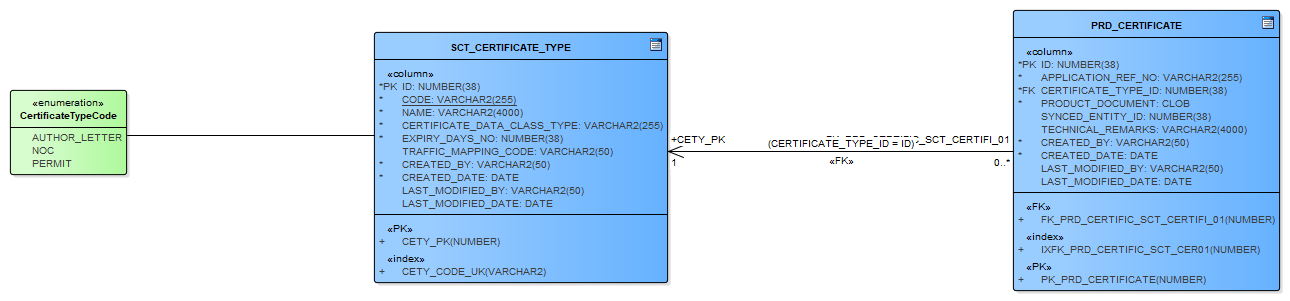 «enumeration»
CertificateTypeCode
AUTHOR_LETTER
NOC
PERMIT
SCT_CERTIFICATE_TYPE
«column»
*PK ID: NUMBER(38)
* CODE: VARCHAR2(255)
* NAME: VARCHAR2(4000)
* CERTIFICATE_DATA_CLASS_TYPE: VARCHAR2(255)
* EXPIRY_DAYS_NO: NUMBER(38)
TRAFFIC_MAPPING_CODE: VARCHAR2(50)
* CREATED_BY: VARCHAR2(50)
* CREATED_DATE: DATE
LAST_MODIFIED_BY: VARCHAR2(50)
LAST_MODIFIED_DATE: DATE
«PK»
+ CETY_PK(NUMBER)
«index»
+ CETY_CODE_UK(VARCHAR2)
+CETY_PK
1
(CERTIFICATE_TYPE_ID = ID)
_SCT_CERTIFI_01
«FK»
0..*
PRD_CERTIFICATE
«column»
*PK ID: NUMBER(38)
* APPLICATION_REF_NO: VARCHAR2(255)
*FK CERTIFICATE_TYPE_ID: NUMBER(38)
* PRODUCT_DOCUMENT: CLOB
SYNCED_ENTITY_ID: NUMBER(38)
TECHNICAL_REMARKS: VARCHAR2(4000)
* CREATED_BY: VARCHAR2(50)
* CREATED_DATE: DATE
LAST_MODIFIED_BY: VARCHAR2(50)
LAST_MODIFIED_DATE: DATE
«FK»
+ FK_PRD_CERTIFIC_SCT_CERTIFI_01(NUMBER)
«index»
+ IXFK_PRD_CERTIFIC_SCT_CER01(NUMBER)
«PK»
+ PK_PRD_CERTIFICATE(NUMBER)